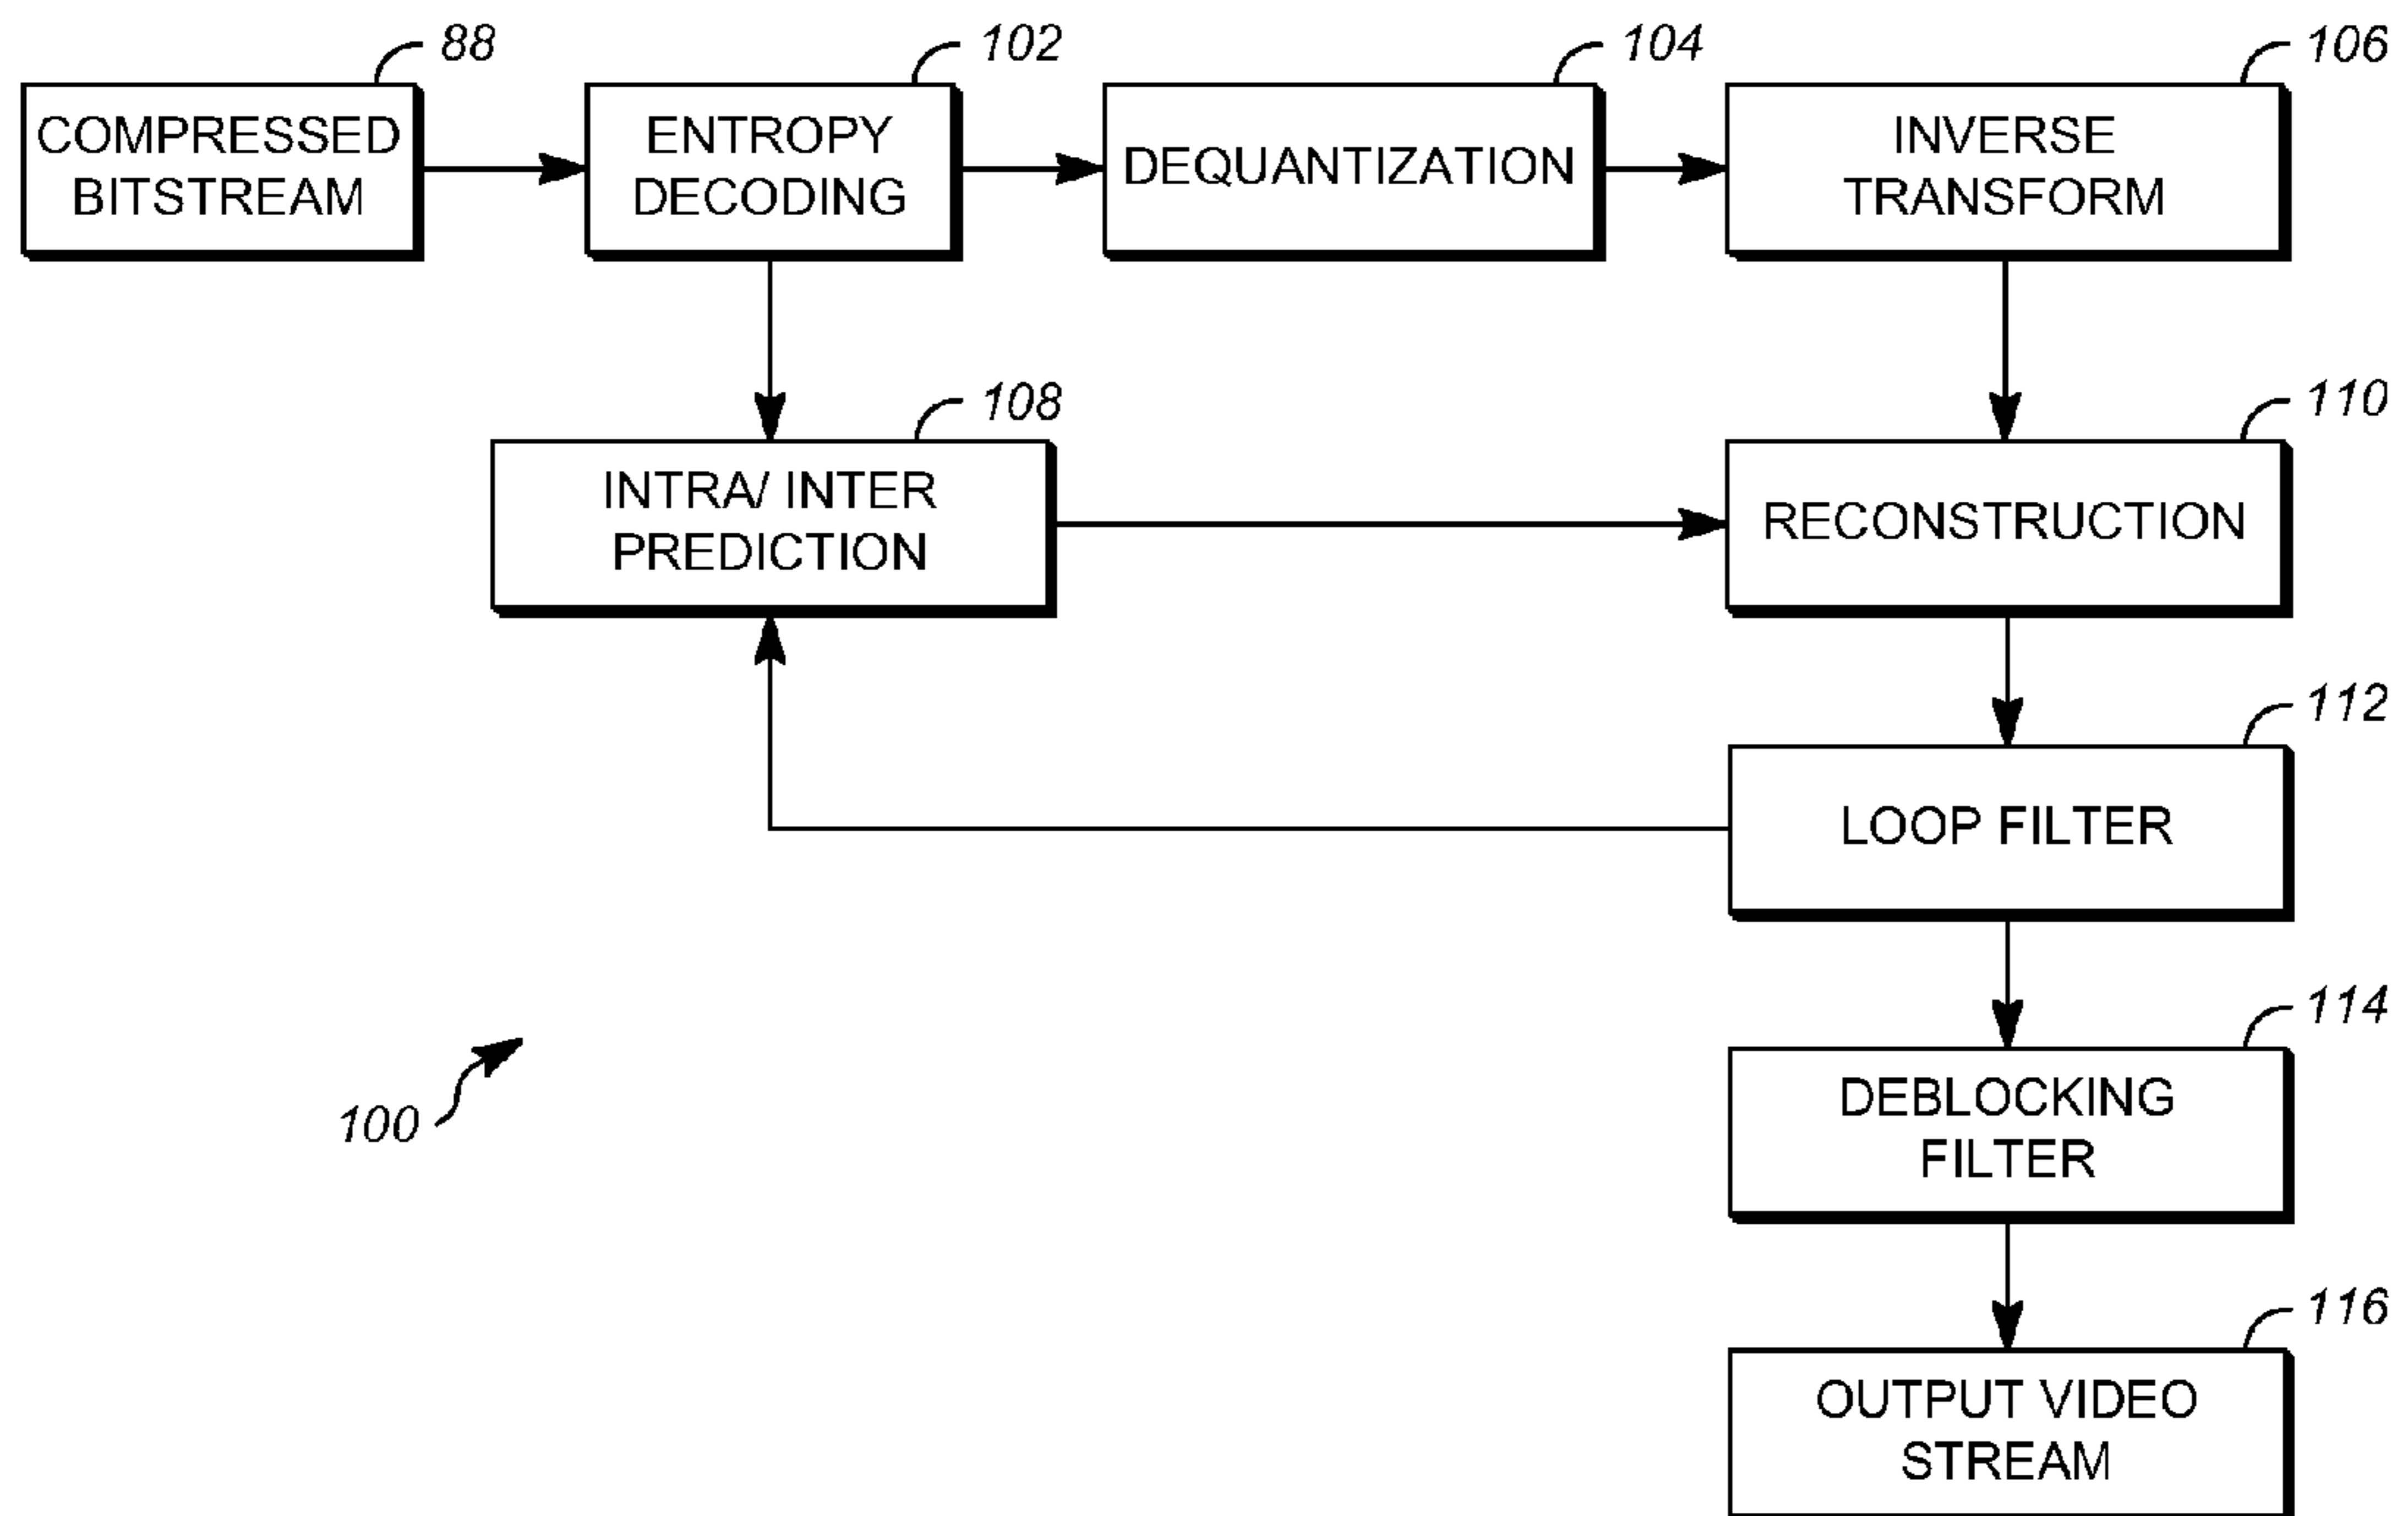 88
102
104
106
COMPRESSED
BITSTREAM
ENTROPY
DECODING
DEQUANTIZATION
INVERSE
TRANSFORM
108
110
INTRA/ INTER
PREDICTION
RECONSTRUCTION
112
LOOP FILTER
114
100
DEBLOCKING
FILTER
116
OUTPUT VIDEO
STREAM